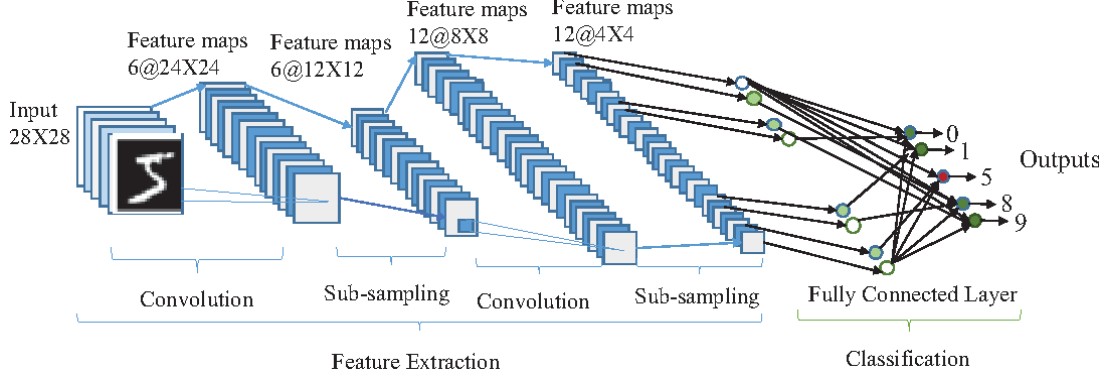 Input
28X28
Feature maps
6@24X24
Feature maps
6@12X12
Feature maps
12@8X8
Feature maps
12@4X4
0
1
5
8
9
Outputs
Convolution
Sub-sampling
Convolution
Sub-sampling
Fully Connected Layer
Feature Extraction
Classification